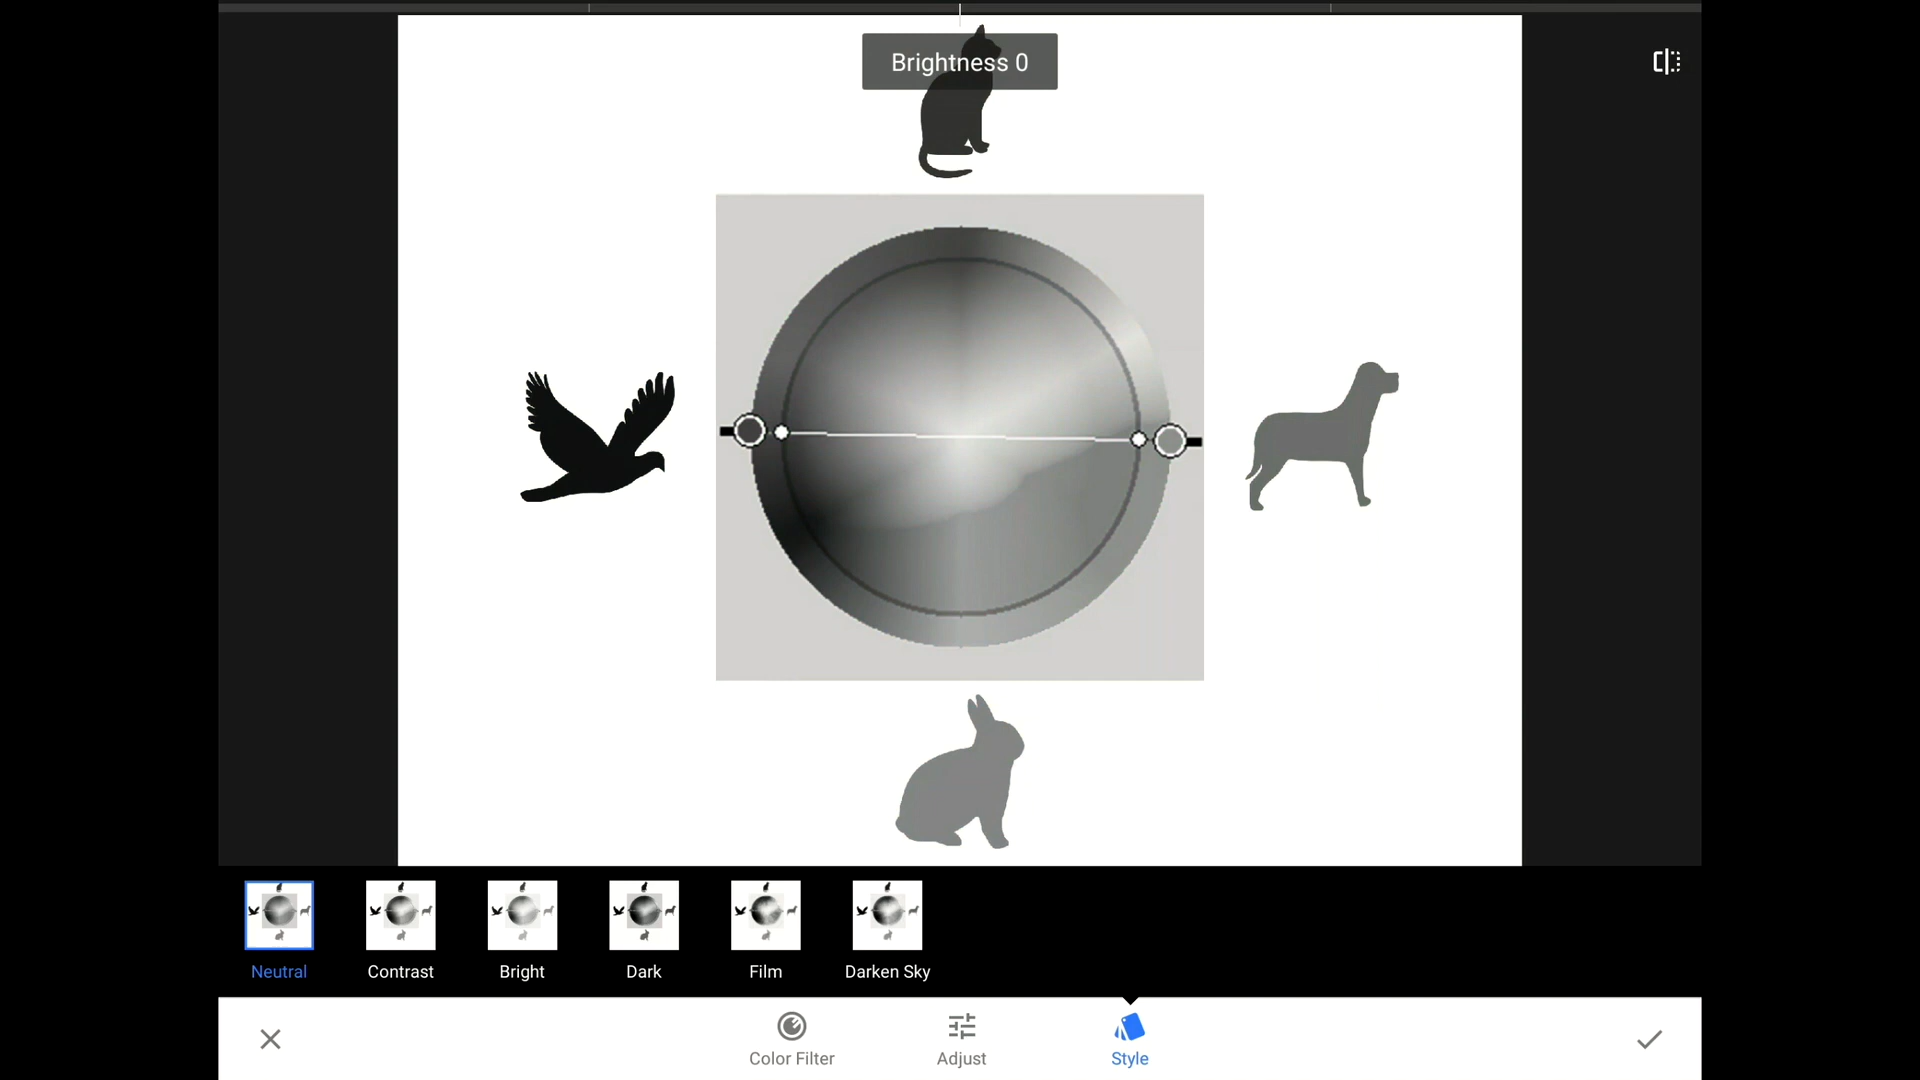 Brightness 0
Neutral
Contrast
Bright
Dark
Film
Darken Sky
Color Filter
Adjust
Style